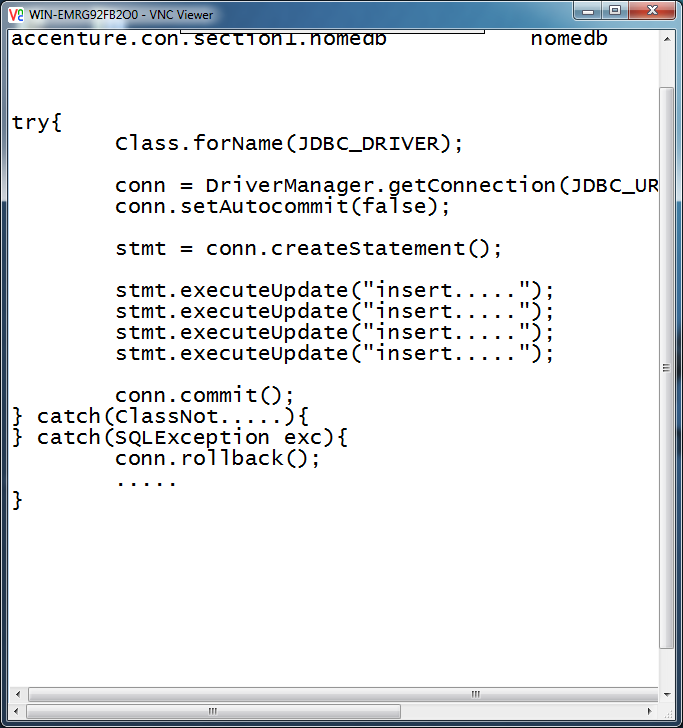 WIN-EMRG92FB2O0 - VNC Viewer
accenture.con.section1.nomedb nomedb
try{
Class.forName(JDBC_DRIVER);
conn = DriverManager.getConnection(JDBC_UR
conn.setAutocommit(false);
stmt = conn.createStatement();
stmt.executeUpdate("insert.....");
stmt.executeUpdate("insert.....");
stmt.executeUpdate("insert.....");
stmt.executeUpdate("insert.....");
conn.commit();
} catch(ClassNot.....){
} catch(SQLException exc){
conn.rollback();
.....
}